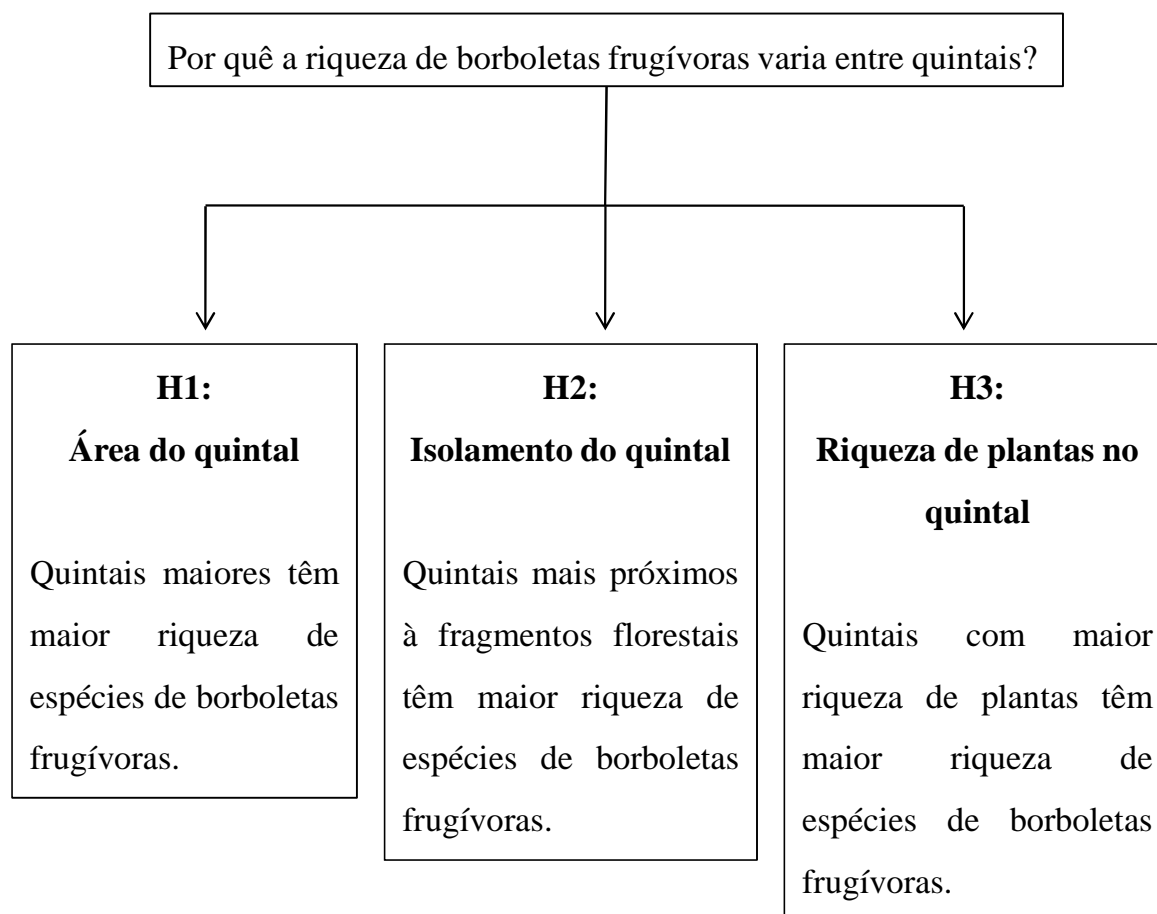 Por quê a riqueza de borboletas frugívoras varia entre quintais?
H1:
Área do quintal
Quintais maiores têm
maior riqueza de
espécies de borboletas
frugívoras.
H2:
Isolamento do quintal
Quintais mais próximos
à fragmentos florestais
têm maior riqueza de
espécies de borboletas
frugívoras.
H3:
Riqueza de plantas no
quintal
Quintais com maior
riqueza de plantas têm
maior riqueza de
espécies de borboletas
frugívoras.